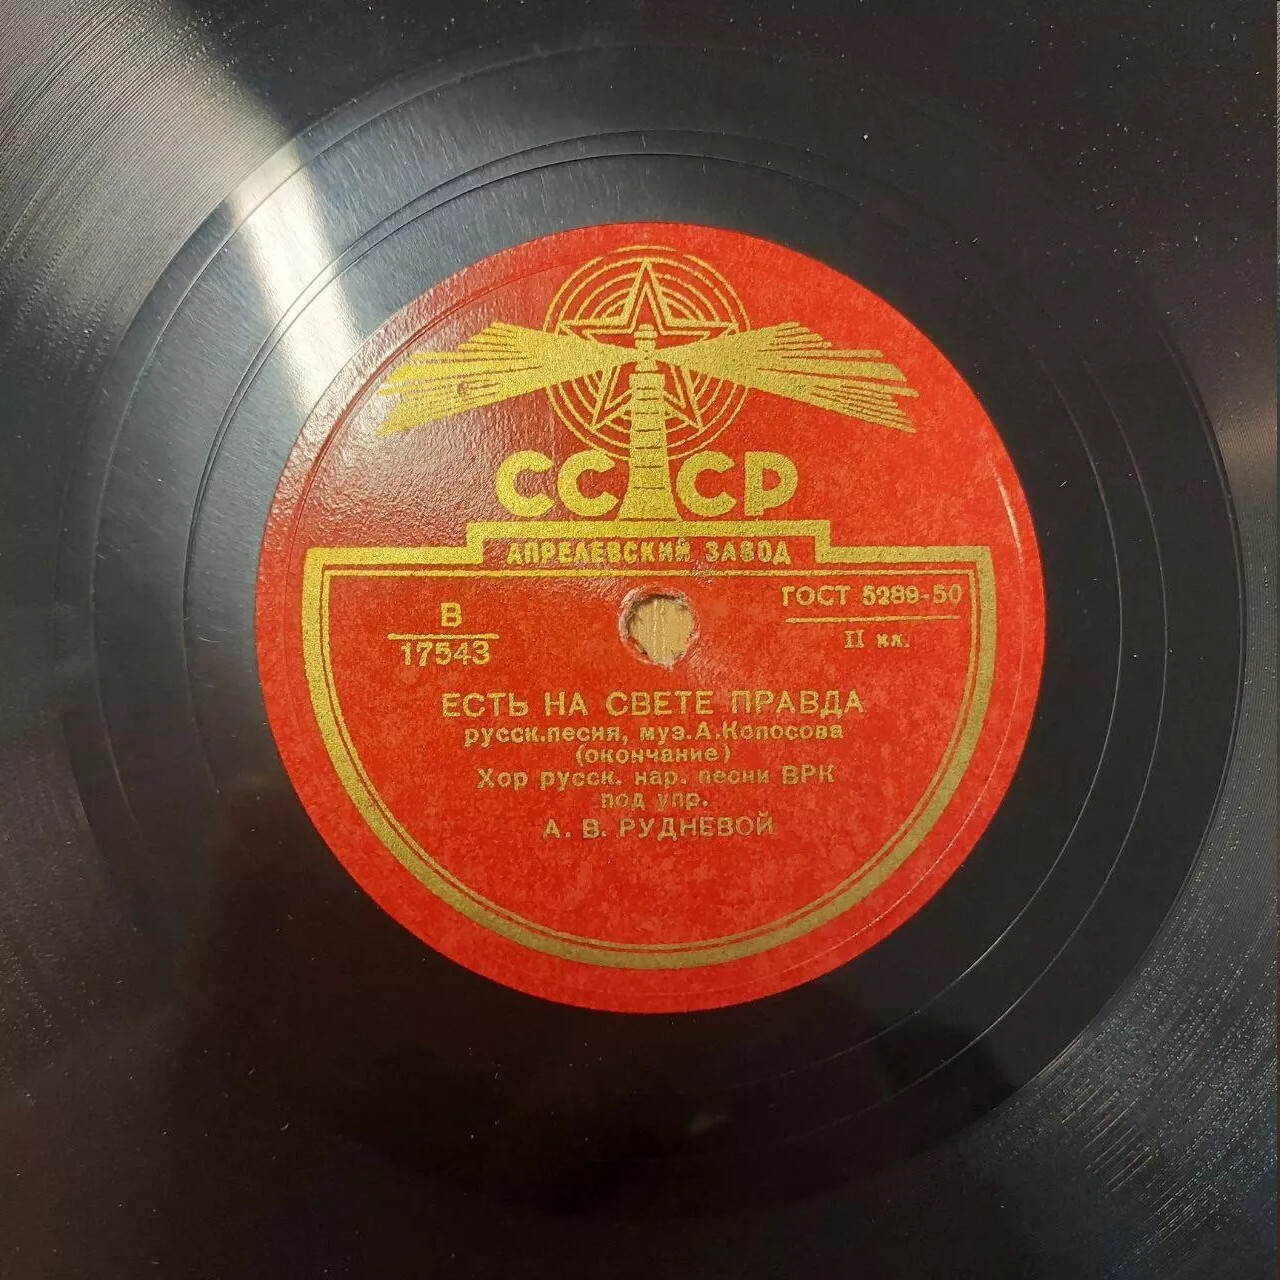 СССР
АПРЕЛЕВСКИЙ ЗАВОД
В
17543
ГОСТ 5289-50
II кл.
ЕСТЬ НА СВЕТЕ ПРАВДА
русск.песня, муз.А.Копосова
(окончание)
Хор русск. нар. песни ВРК
под упр.
А. В. РУДНЕВОЙ